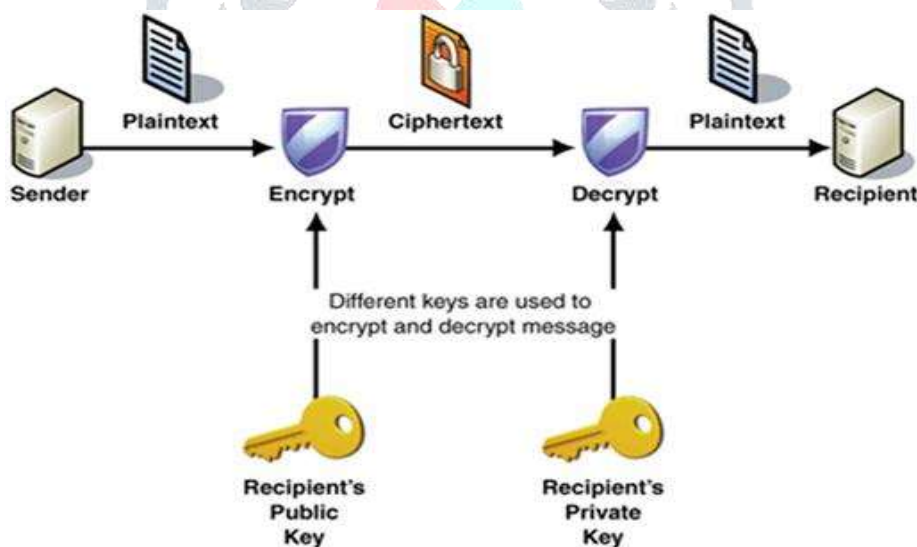 Plaintext
Ciphertext
Plaintext
Sender
Encrypt
Decrypt
Recipient
Different keys are used to
encrypt and decrypt message
Recipient's
Public
Key
Recipient's
Private
Key